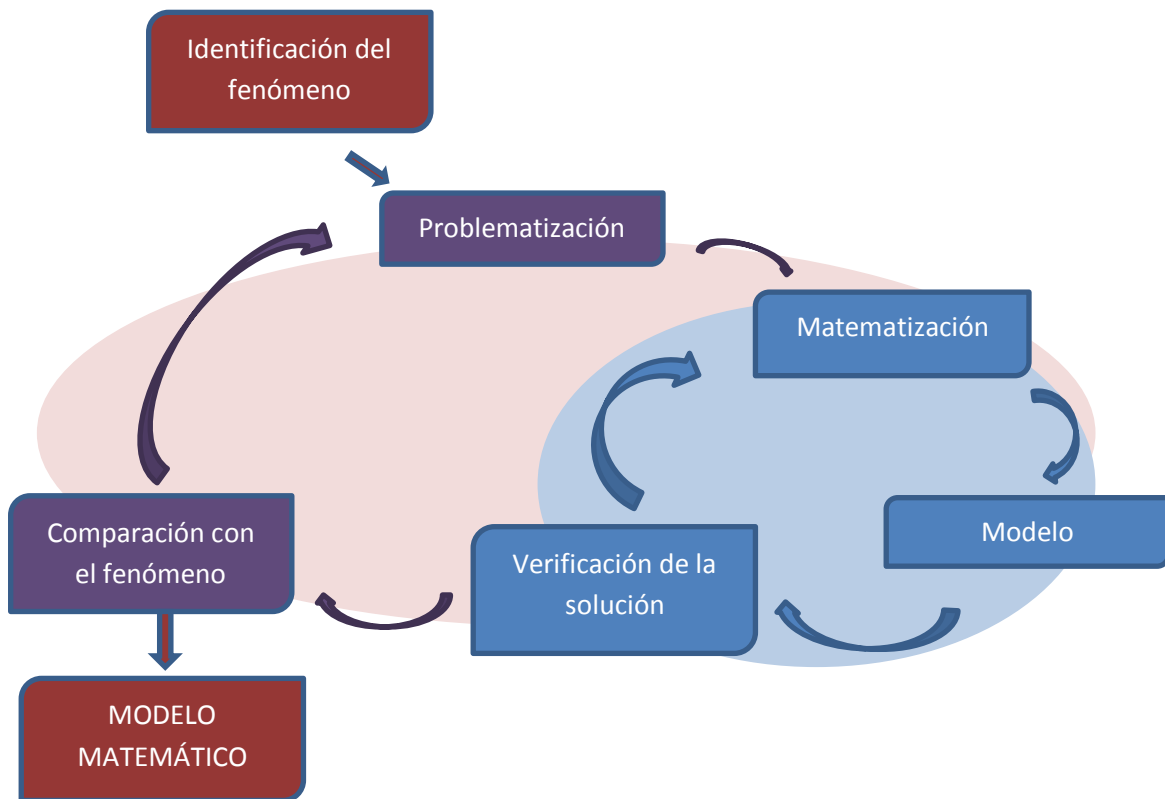 Identificación del
fenómeno
Problematización
Matematización
Modelo
Verificación de la
solución
Comparación con
el fenómeno
MODELO
MATEMÁTICO